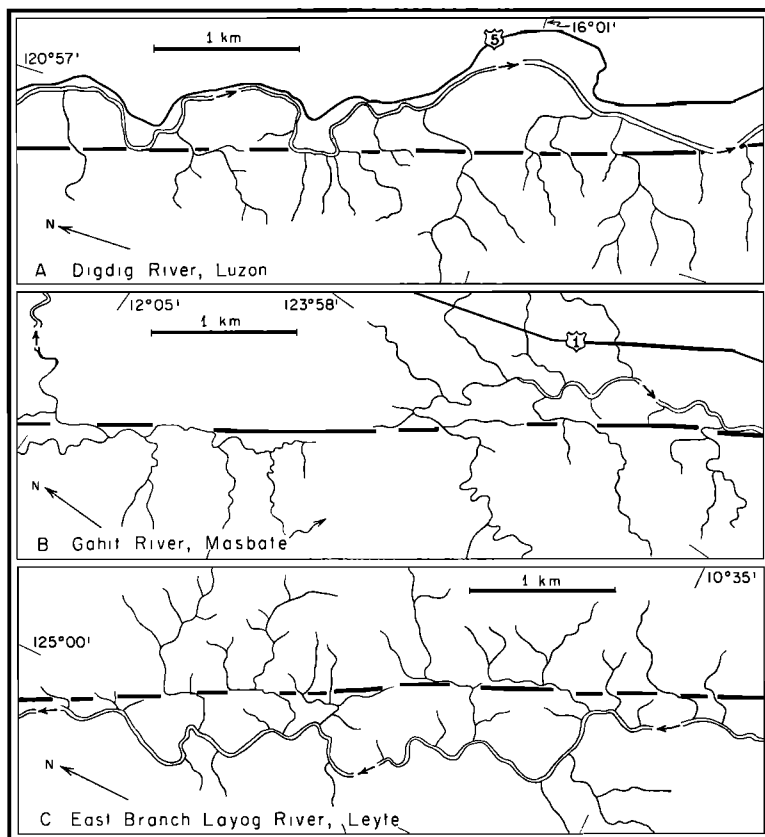 16°01'
5
1 km
120°57'
N
A Digdig River, Luzon
12°05' 123°58'
1 km
1
N
B Gahit River, Masbate
1 km
10°35'
125°00'
N
C East Branch Layog River, Leyte